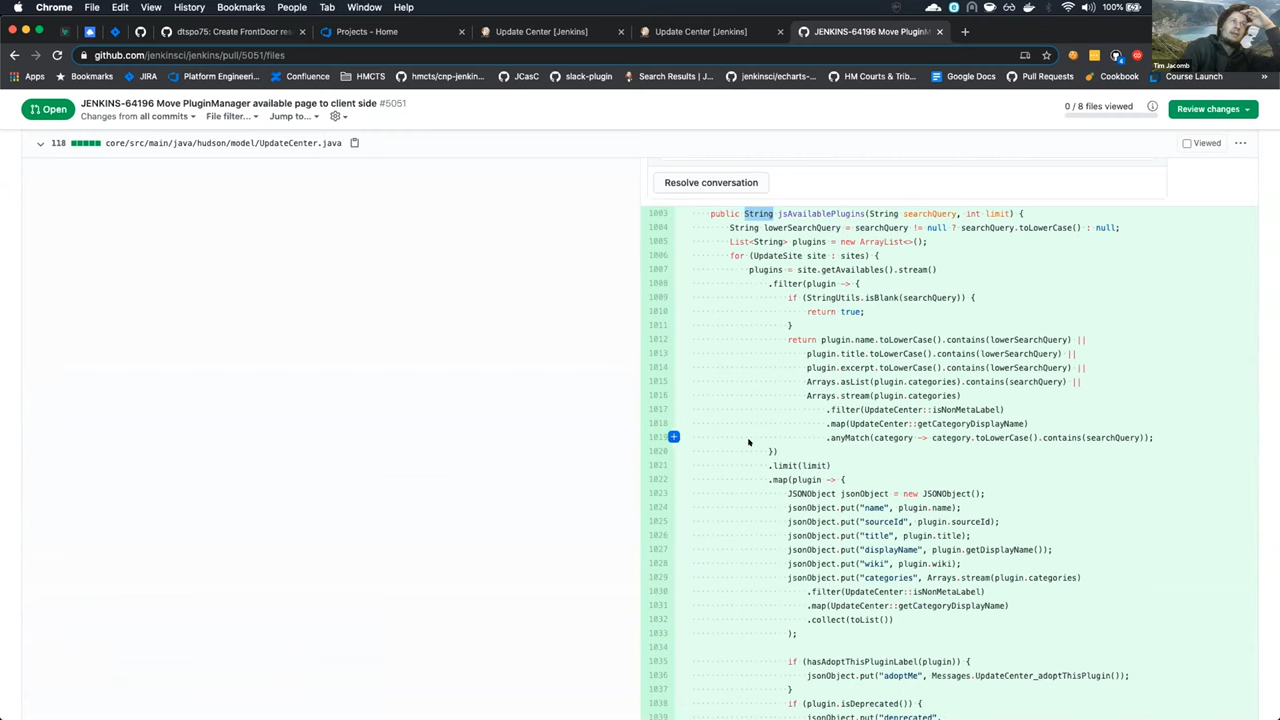 Chrome File Edit View History Bookmarks People Tab Window Help 100%
dtspo75: Create FrontDoor res Projects - Home Update Center [Jenkins] Update Center [Jenkins] JENKINS-64196 Move PluginM
github.com/jenkinsci/jenkins/pull/5051/files
Apps Bookmarks JIRA Platform Engineering... Confluence HMCTS hmcts/cnp-mymet... JCasC slack-plugin Search Results | J... jenkinsci/echarts-... HM Courts & Trib... Google Docs Pull Requests Cookbook Course Launch »
Tim Jacomb
Open
JENKINS-64196 Move PluginManager available page to client side #5051
Changes from all commits File filter... Jump to...
0 / 8 files viewed
Review changes
118 core/src/main/java/hudson/model/UpdateCenter.java
Viewed
Resolve conversation
1003 public String jsAvailablePlugins(String searchQuery, int limit) {
1004 String lowerSearchQuery = searchQuery != null ? searchQuery.toLowerCase() : null;
1005 List<String> plugins = new ArrayList<>();
1006 for (UpdateSite site : sites) {
1007 plugins = site.getAvailables().stream()
1008 .filter(plugin -> {
1009 if (StringUtils.isBlank(searchQuery)) {
1010 return true;
1011 }
1012 return plugin.name.toLowerCase().contains(lowerSearchQuery) ||
1013 plugin.title.toLowerCase().contains(lowerSearchQuery) ||
1014 plugin.excerpt.toLowerCase().contains(lowerSearchQuery) ||
1015 Arrays.asList(plugin.categories).contains(searchQuery) ||
1016 Arrays.stream(plugin.categories)
1017 .filter(UpdateCenter::isNonMetaLabel)
1018 .map(UpdateCenter::getCategoryDisplayName)
1019 .anyMatch(category -> category.toLowerCase().contains(searchQuery));
1020 })
1021 .limit(limit)
1022 .map(plugin -> {
1023 JSONObject jsonObject = new JSONObject();
1024 jsonObject.put("name", plugin.name);
1025 jsonObject.put("sourceId", plugin.sourceId);
1026 jsonObject.put("title", plugin.title);
1027 jsonObject.put("displayName", plugin.getDisplayName());
1028 jsonObject.put("wiki", plugin.wiki);
1029 jsonObject.put("categories", Arrays.stream(plugin.categories)
1030 .filter(UpdateCenter::isNonMetaLabel)
1031 .map(UpdateCenter::getCategoryDisplayName)
1032 .collect(toList())
1033 );
1034
1035 if (hasAdoptThisPluginLabel(plugin)) {
1036 jsonObject.put("adoptMe", Messages.UpdateCenter_adoptThisPlugin());
1037 }
1038 if (plugin.isDeprecated()) {
1039 jsonObject.put("deprecated",